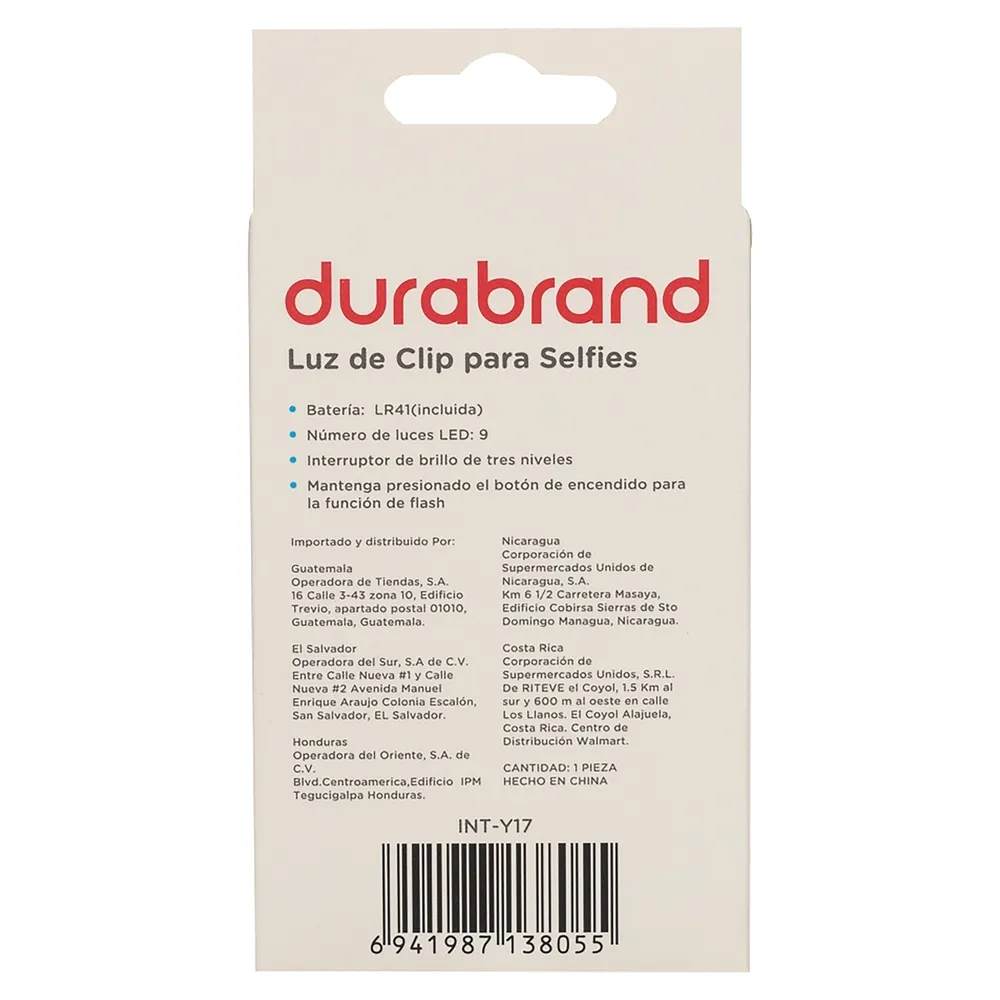 durabrand
Luz de Clip para Selfies
• Batería: LR41(incluida)
• Número de luces LED: 9
• Interruptor de brillo de tres niveles
• Mantenga presionado el botón de encendido para
la función de flash
Importado y distribuido Por:
Guatemala
Operadora de Tiendas, S.A.
16 Calle 3-43 zona 10, Edificio
Trevio, apartado postal 01010,
Guatemala, Guatemala.
El Salvador
Operadora del Sur, S.A de C.V.
Entre Calle Nueva #1 y Calle
Nueva #2 Avenida Manuel
Enrique Araujo Colonia Escalón,
San Salvador, EL Salvador.
Honduras
Operadora del Oriente, S.A. de
C.V.
Blvd.Centroamerica,Edificio IPM
Tegucigalpa Honduras.
Nicaragua
Corporación de
Supermercados Unidos de
Nicaragua, S.A.
Km 6 1/2 Carretera Masaya,
Edificio Cobirsa Sierras de Sto
Domingo Managua, Nicaragua.
Costa Rica
Corporación de
Supermercados Unidos, S.R.L.
De RITEVE el Coyol, 1.5 Km al
sur y 600 m al oeste en calle
Los Llanos. El Coyol Alajuela,
Costa Rica. Centro de
Distribución Walmart.
CANTIDAD: 1 PIEZA
HECHO EN CHINA
INT-Y17
6 941987 138055